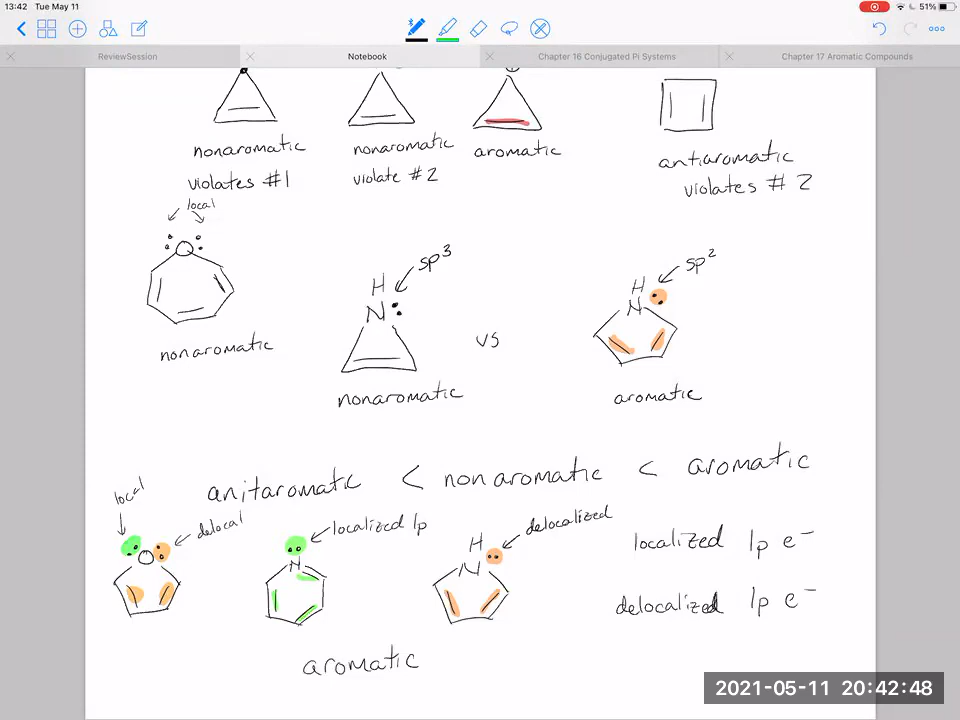 13:42 Tue May 11
51%
ReviewSession
Notebook
Chapter 16 Conjugated Pi Systems
Chapter 17 Aromatic Compounds
nonaromatic
violates #1
nonaromatic
violate #2
aromatic
antiaromatic
violates # 2
local
O
nonaromatic
sp3
H
N
nonaromatic
vs
sp2
H
N
aromatic
anitaromatic < nonaromatic < aromatic
local
delocal
O
localized lp
N
delocalized
H
N
localized lp e-
delocalized lp e-
aromatic
2021-05-11 20:42:48